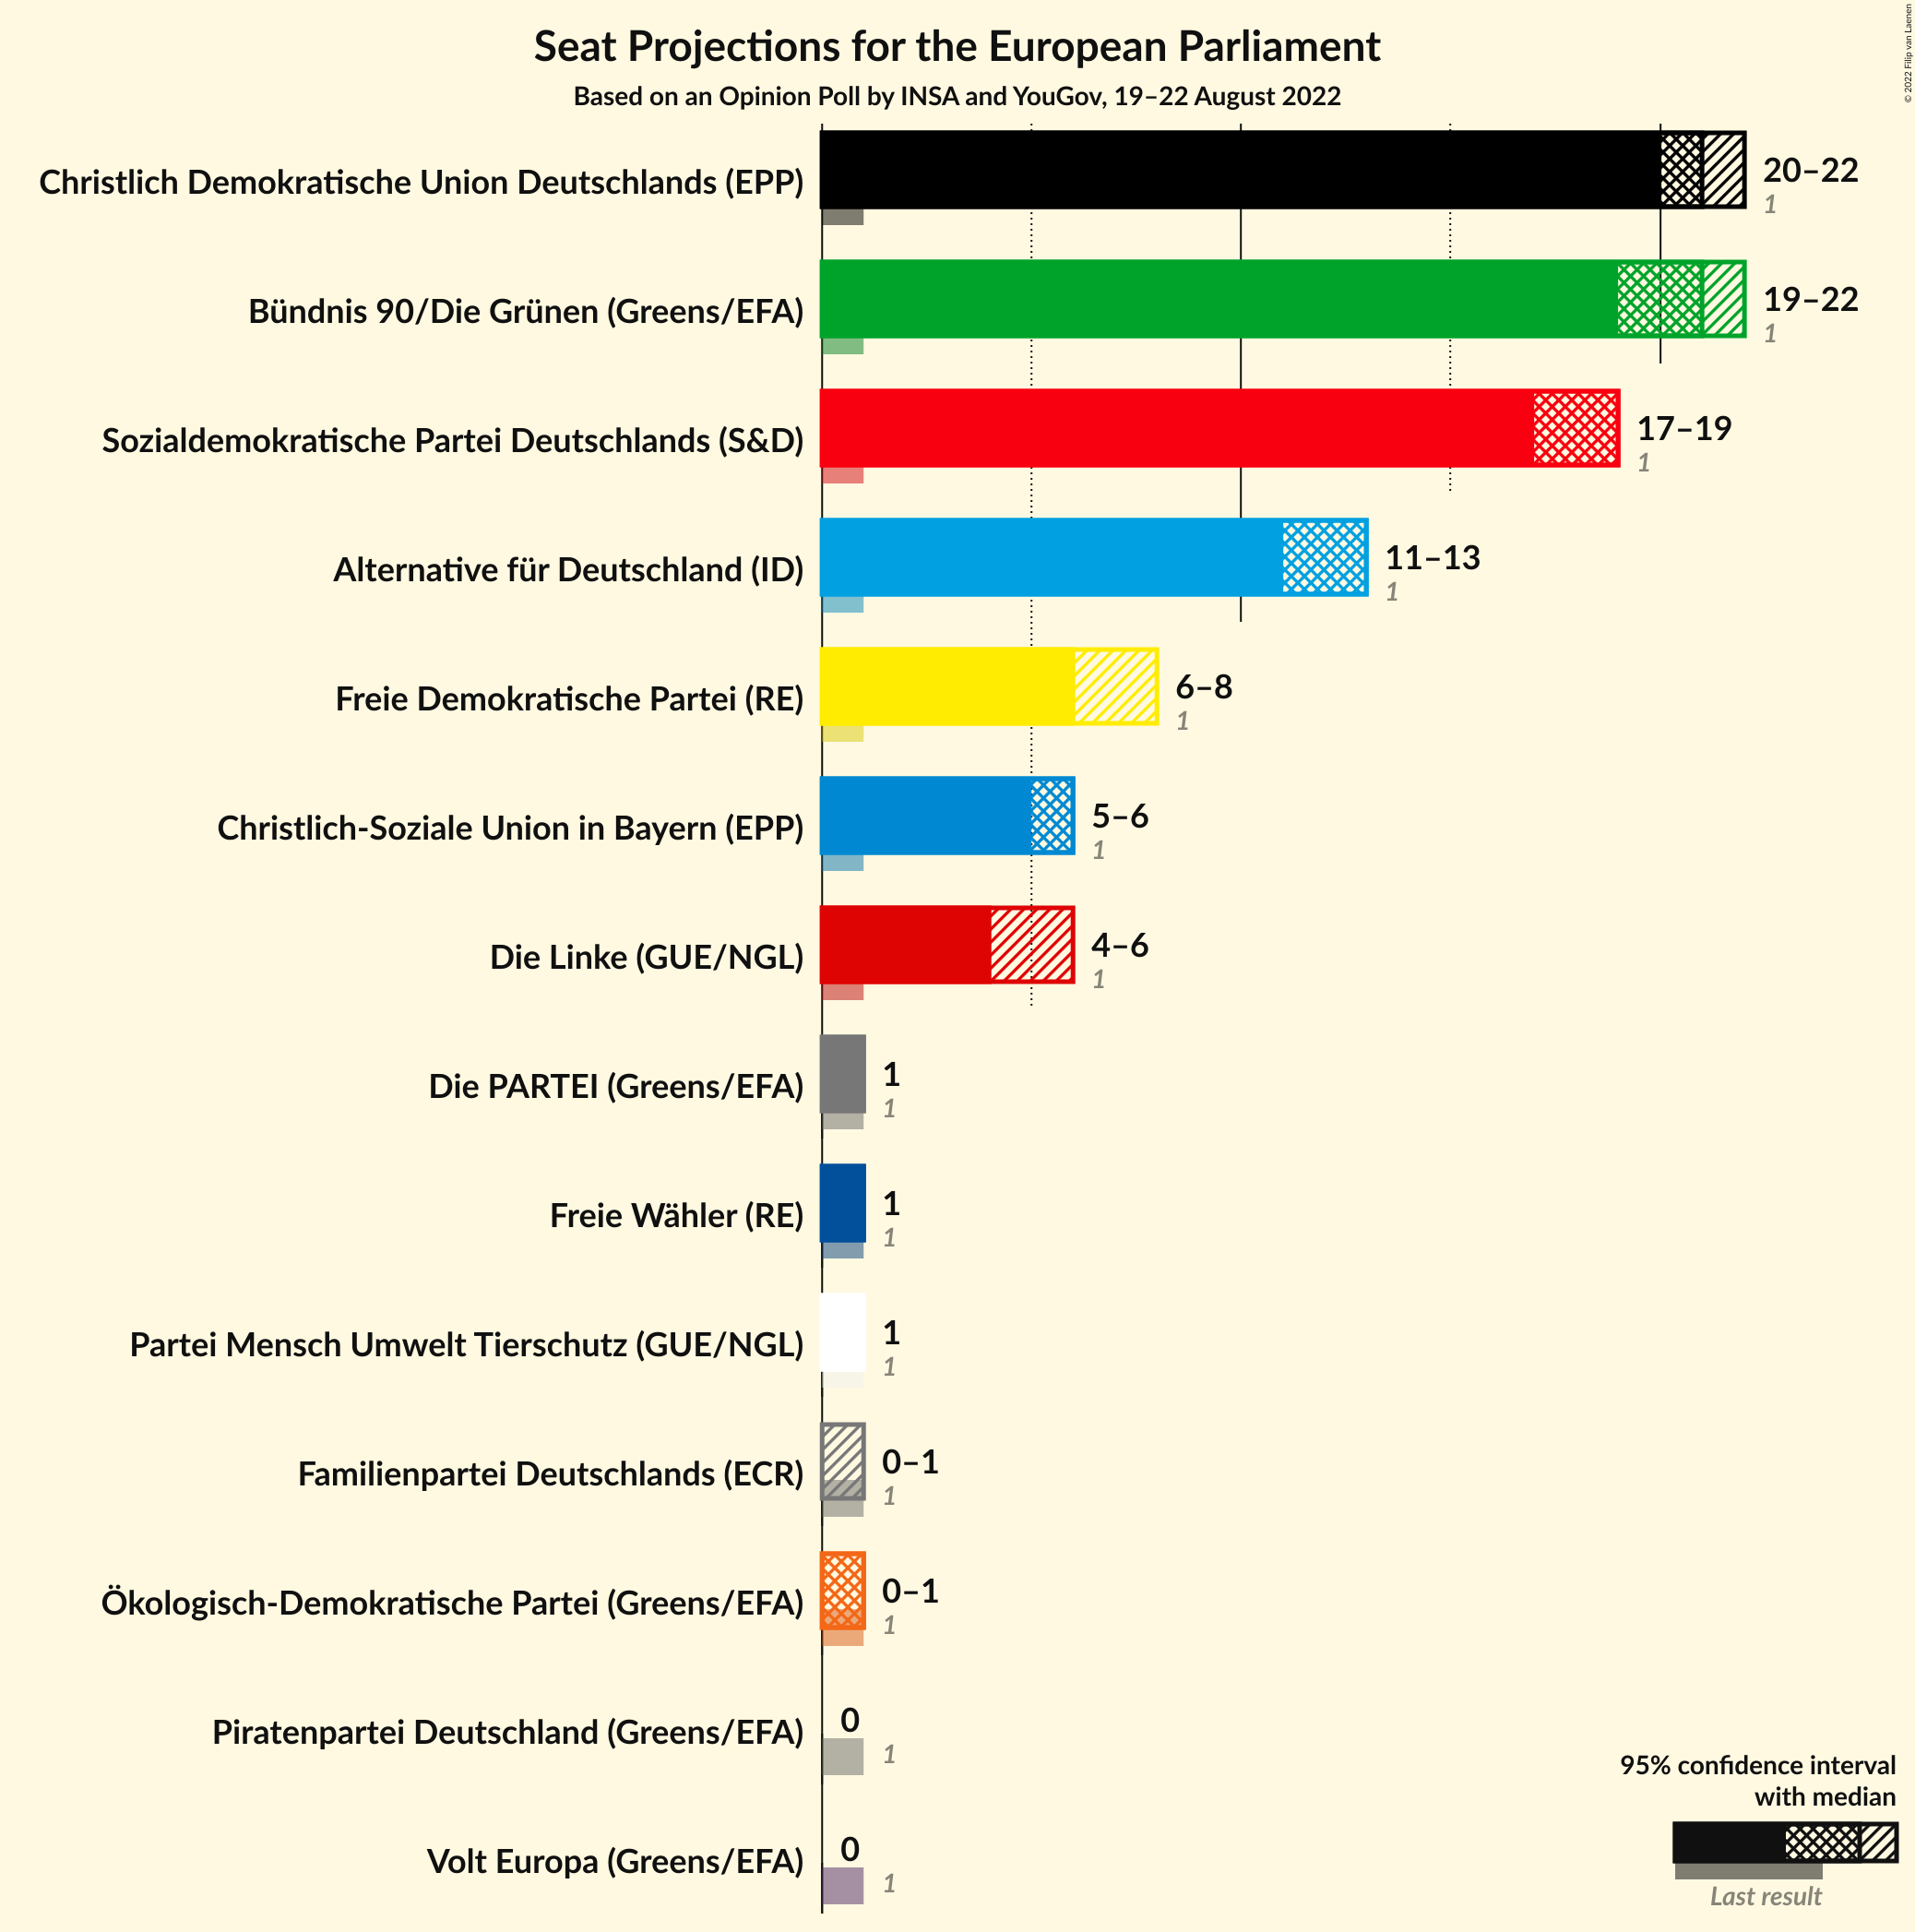 Seat Projections for the European Parliament
Based on an Opinion Poll by INSA and YouGov, 19–22 August 2022
© 2022 Filip van Laenen
Christlich Demokratische Union Deutschlands (EPP)
20–22
1
Bündnis 90/Die Grünen (Greens/EFA)
19–22
1
Sozialdemokratische Partei Deutschlands (S&D)
17–19
1
Alternative für Deutschland (ID)
11–13
1
Freie Demokratische Partei (RE)
6–8
1
Christlich-Soziale Union in Bayern (EPP)
5–6
1
Die Linke (GUE/NGL)
4–6
1
Die PARTEI (Greens/EFA)
1
1
Freie Wähler (RE)
1
1
Partei Mensch Umwelt Tierschutz (GUE/NGL)
1
1
Familienpartei Deutschlands (ECR)
0–1
1
Ökologisch-Demokratische Partei (Greens/EFA)
0–1
1
Piratenpartei Deutschland (Greens/EFA)
0
1
Volt Europa (Greens/EFA)
0
1
95% confidence interval
with median
Last result